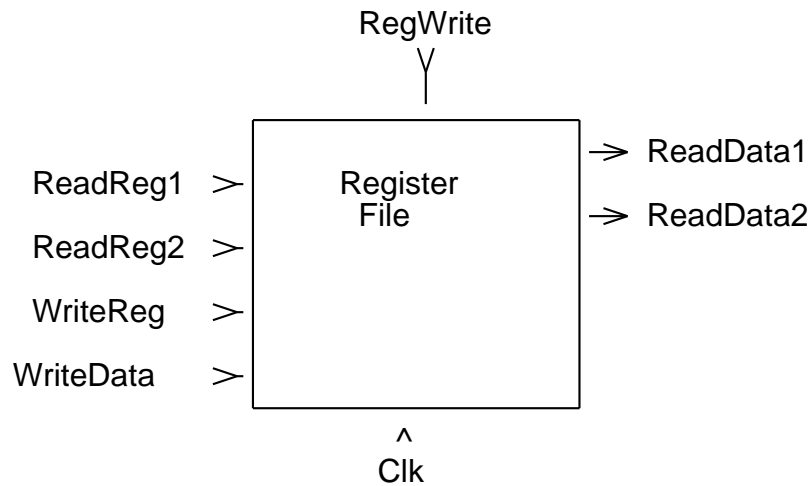 RegWrite
ReadData1
ReadReg1
Register
File
ReadData2
ReadReg2
WriteReg
WriteData
^
Clk